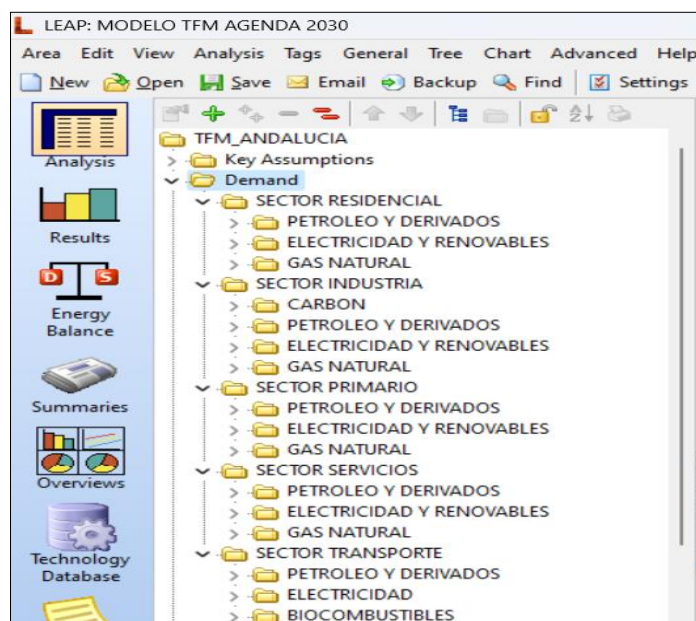 LEAP: MODELO TFM AGENDA 2030
Area Edit View Analysis Tags General Tree Chart Advanced Help
New Open Save Email Backup Find Settings
Analysis
Results
D S
Energy
Balance
Summaries
Overviews
Technology
Database
TFM_ANDALUCIA
Key Assumptions
Demand
SECTOR RESIDENCIAL
PETROLEO Y DERIVADOS
ELECTRICIDAD Y RENOVABLES
GAS NATURAL
SECTOR INDUSTRIA
CARBON
PETROLEO Y DERIVADOS
ELECTRICIDAD Y RENOVABLES
GAS NATURAL
SECTOR PRIMARIO
PETROLEO Y DERIVADOS
ELECTRICIDAD Y RENOVABLES
GAS NATURAL
SECTOR SERVICIOS
PETROLEO Y DERIVADOS
ELECTRICIDAD Y RENOVABLES
GAS NATURAL
SECTOR TRANSPORTE
PETROLEO Y DERIVADOS
ELECTRICIDAD
BIOCOMBUSTIBLES